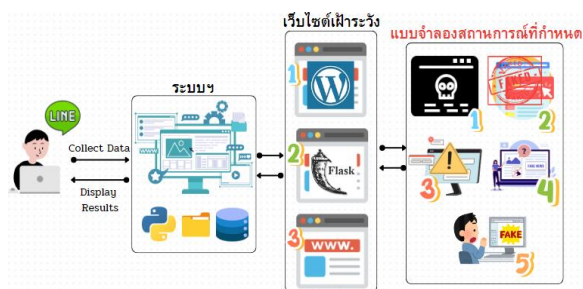 เว็บไซต์เฝ้าระวัง
แบบจำลองสถานการณ์ที่กำหนด
ระบบฯ
LINE
Collect Data
Display
Results
1
2
Flask
3
WWW.
1
2
3
4
FAKE
5